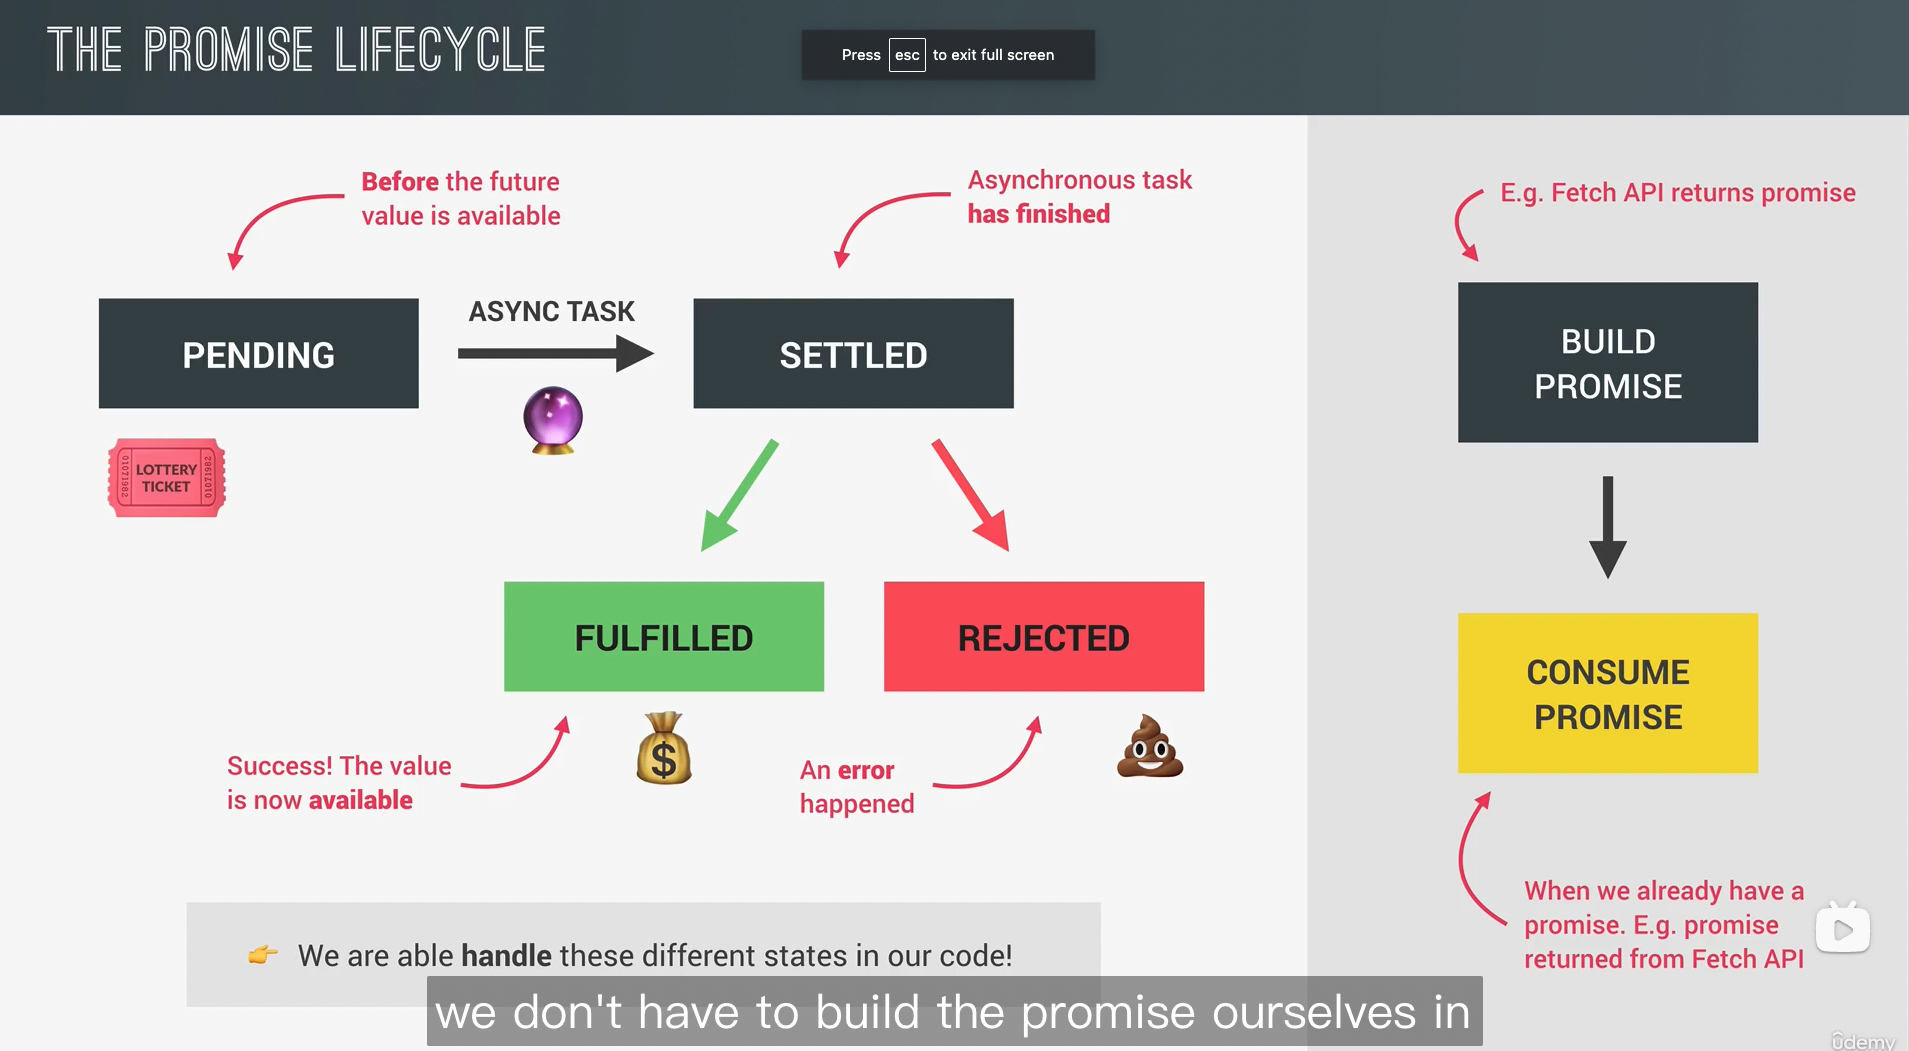 THE PROMISE LIFECYCLE
Press esc to exit full screen
Before the future
value is available
Asynchronous task
has finished
E.g. Fetch API returns promise
PENDING
ASYNC TASK
SETTLED
BUILD
PROMISE
LOTTERY
TICKET
01071982
01071982
FULFILLED
REJECTED
CONSUME
PROMISE
Success! The value
is now available
$
An error
happened
When we already have a
promise. E.g. promise
returned from Fetch API
We are able handle these different states in our code!
we don't have to build the promise ourselves in
ûdemy